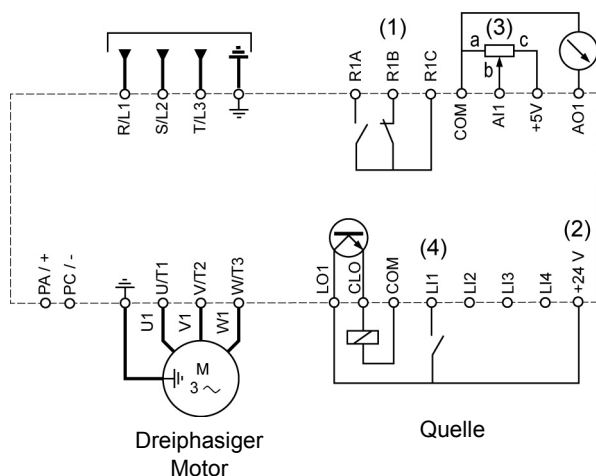 (1)
(3)
a
c
b
R/L1
S/L2
T/L3
R1A
R1B
R1C
COM
AI1
+5V
AO1
PA / +
PC / -
U/T1
V/T2
W/T3
U1
V1
W1
M
3 ~
LO1
CLO
COM
(4)
LI1
LI2
LI3
LI4
(2)
+24 V
Dreiphasiger
Motor
Quelle